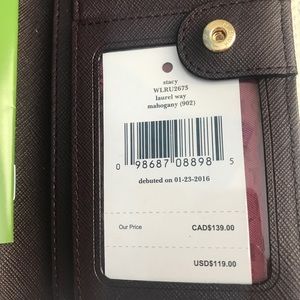 stacy
WLRU2675
laurel way
mahogany (902)
0 98687 08898 5
debuted on 01-23-2016
Our Price CAD$139.00
USD$119.00